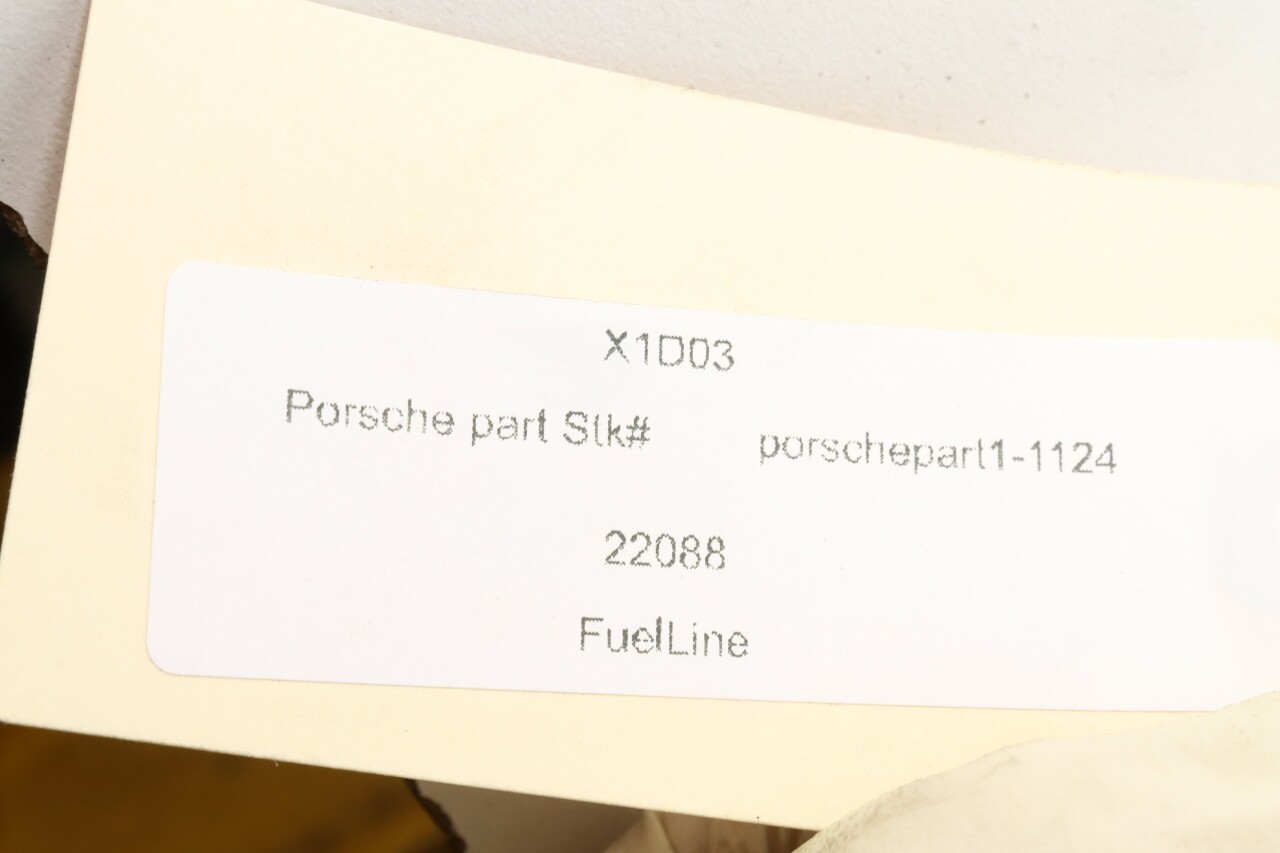 X1D03
Porsche part Stk# porschepart1-1124
22088
FuelLine